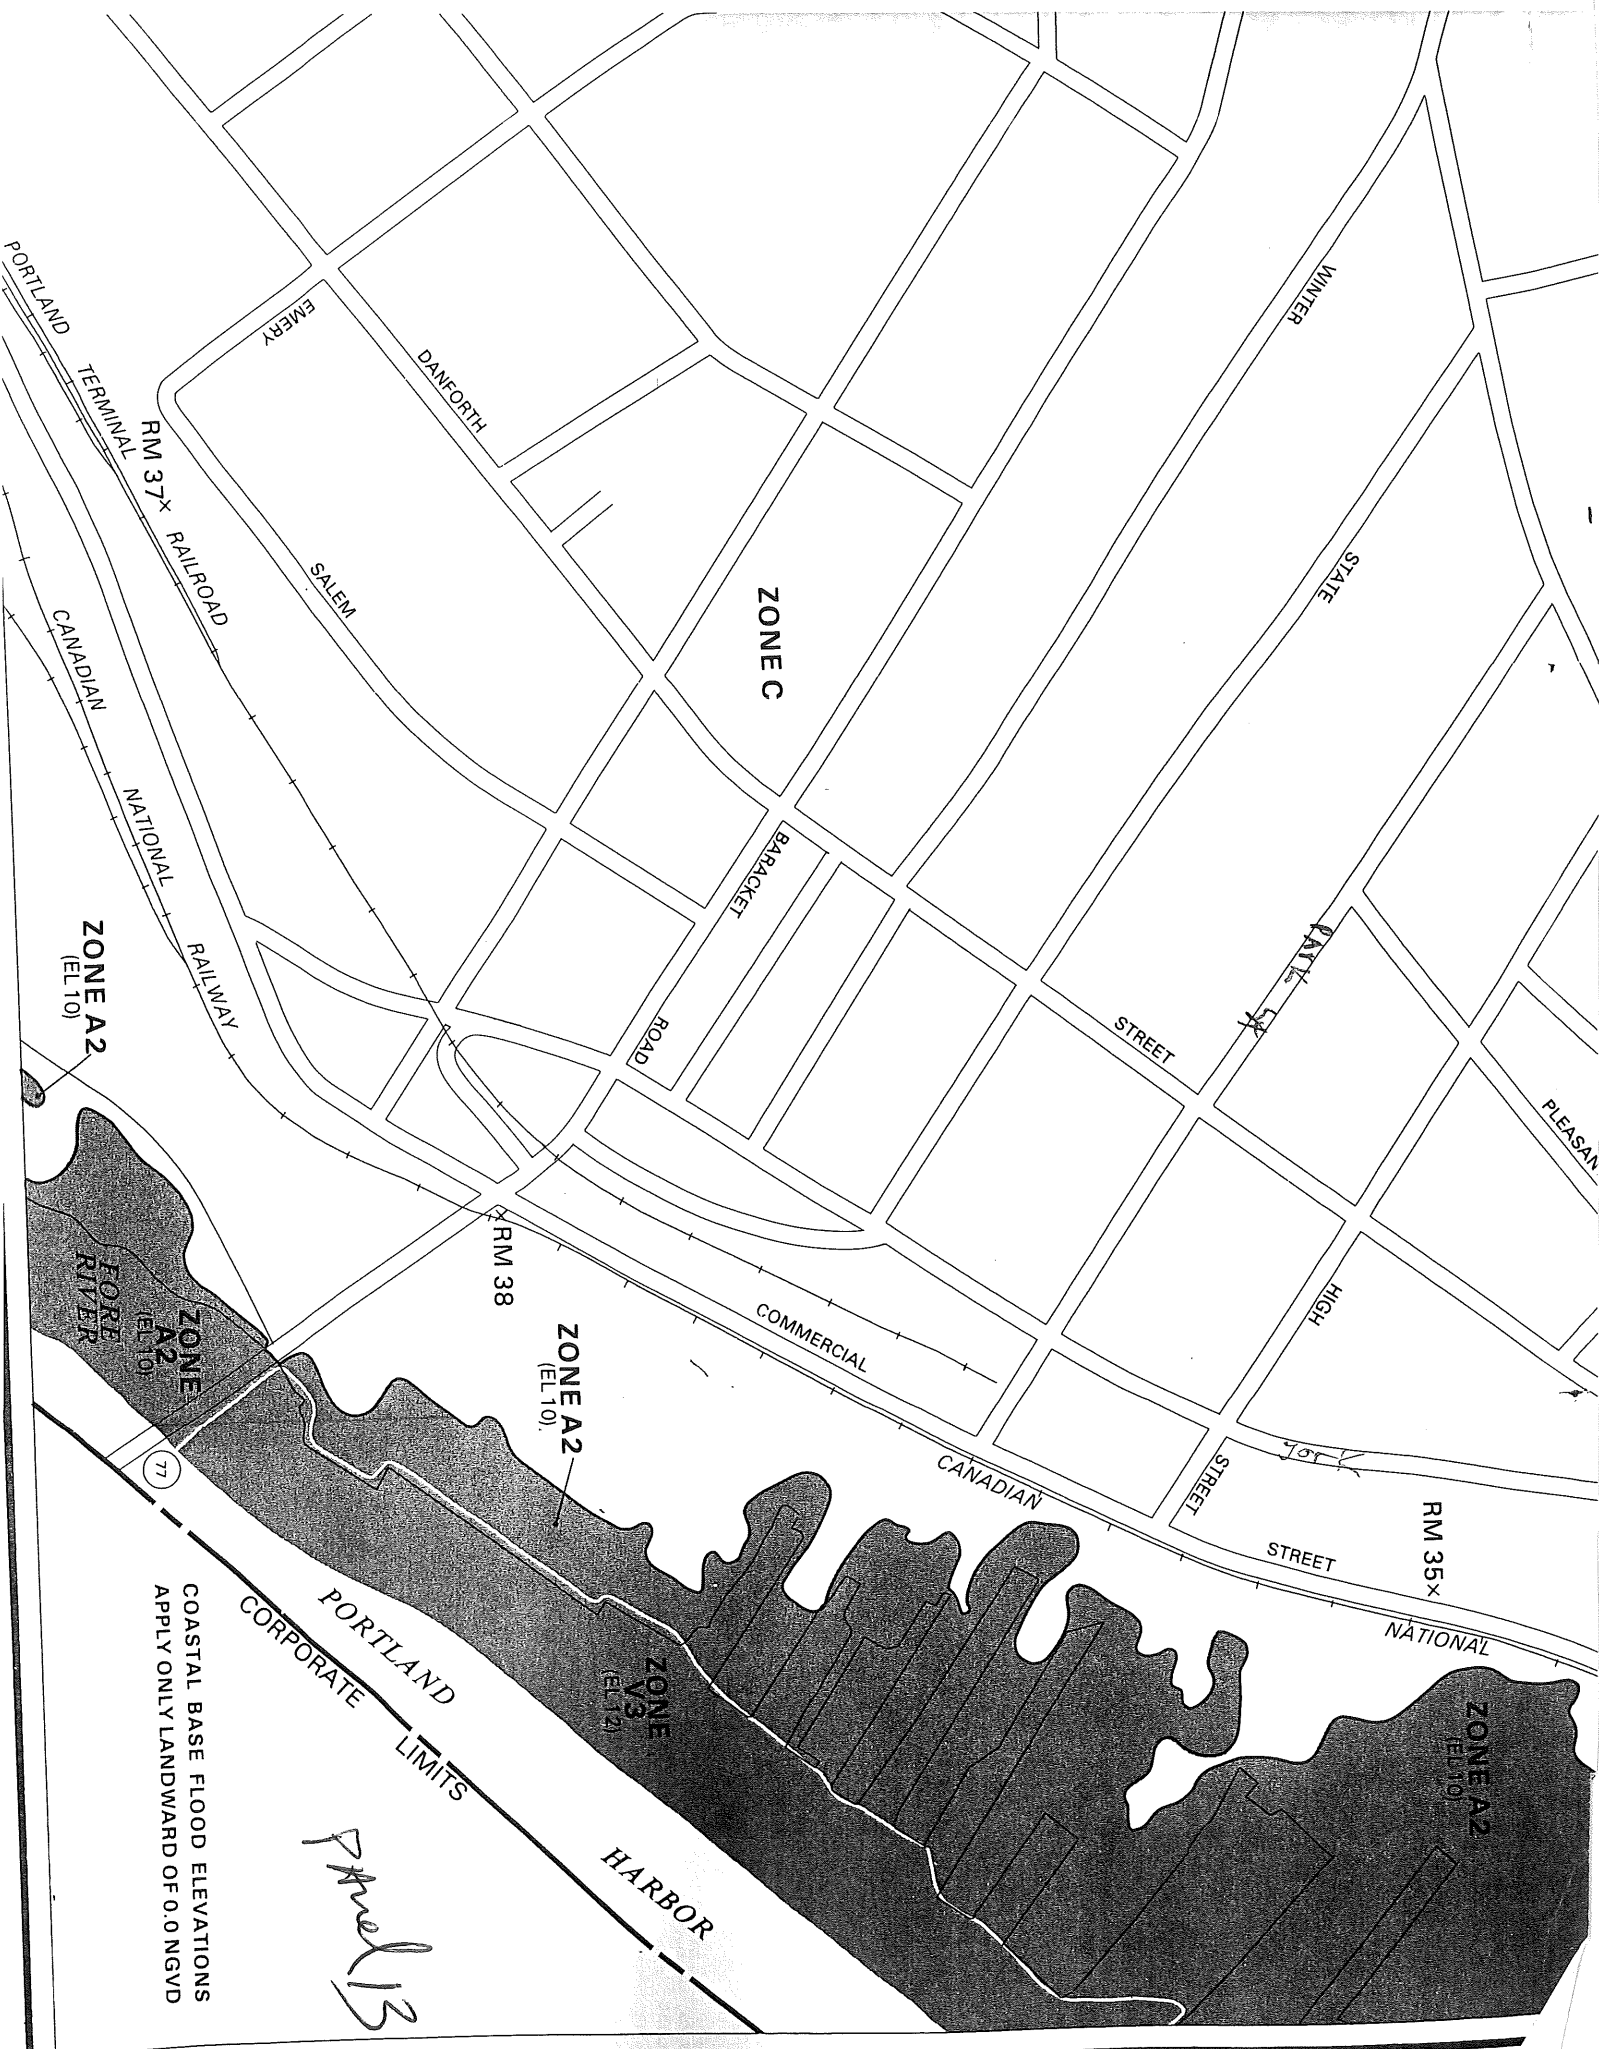 WINTER
EMERY
PORTLAND
TERMINAL
RAILROAD
DANFORTH
RM 37×
STATE
SALEM
ZONE C
CANADIAN
NATIONAL
RAILWAY
BARACKET
ROAD
PARK St
STREET
PLEASAN
ZONE A2
(EL 10)
RM 38
HIGH
STREET
COMMERCIAL
FORE
RIVER
ZONE
A2
(EL 10)
ZONE A2
(EL 10)
77
York
CANADIAN
STREET
RM 35×
NATIONAL
ZONE
V3
(EL 12)
ZONE A2
(EL 10)
PORTLAND
HARBOR
CORPORATE
LIMITS
COASTAL BASE FLOOD ELEVATIONS
APPLY ONLY LANDWARD OF 0.0 NGVD
PAnel 13